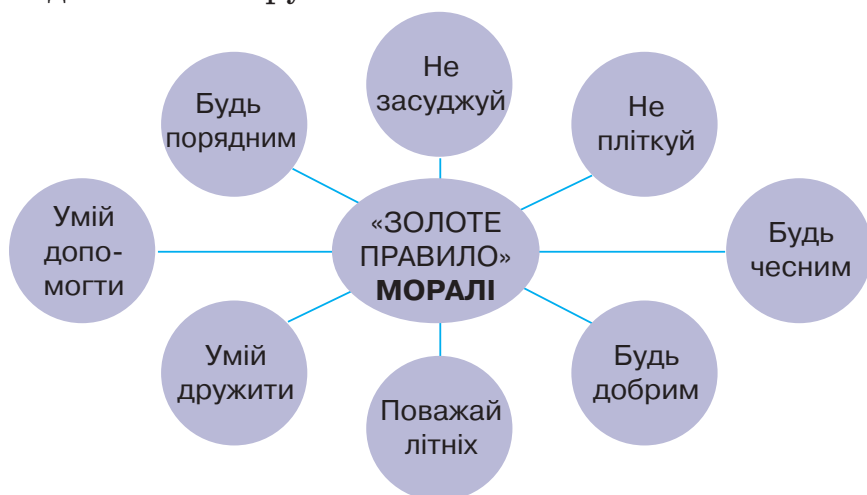 Не
засуджуй
Будь
порядним
Не
пліткуй
Умій
допо-
могти
«ЗОЛОТЕ
ПРАВИЛО»
МОРАЛІ
Будь
чесним
Умій
дружити
Будь
добрим
Поважай
літніх